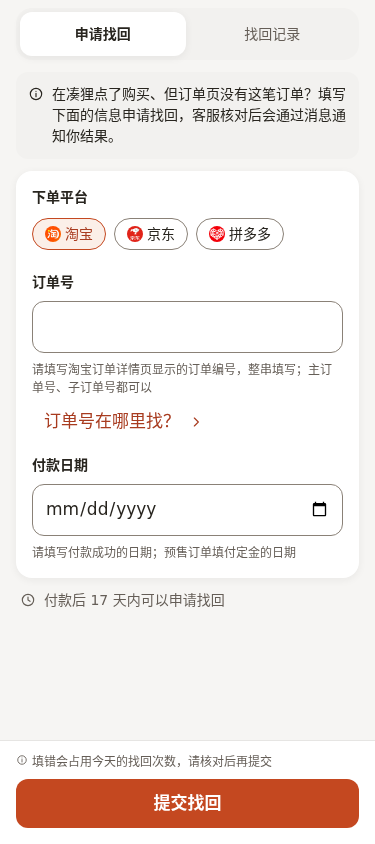 申请找回
找回记录
在凑狸点了购买、但订单页没有这笔订单？填写
下面的信息申请找回，客服核对后会通过消息通
知你结果。
下单平台
淘 淘宝
京东
拼多多
订单号
请填写淘宝订单详情页显示的订单编号，整串填写；主订
单号、子订单号都可以
订单号在哪里找？
付款日期
mm/dd/yyyy
请填写付款成功的日期；预售订单填付定金的日期
付款后 17 天内可以申请找回
填错会占用今天的找回次数，请核对后再提交
提交找回